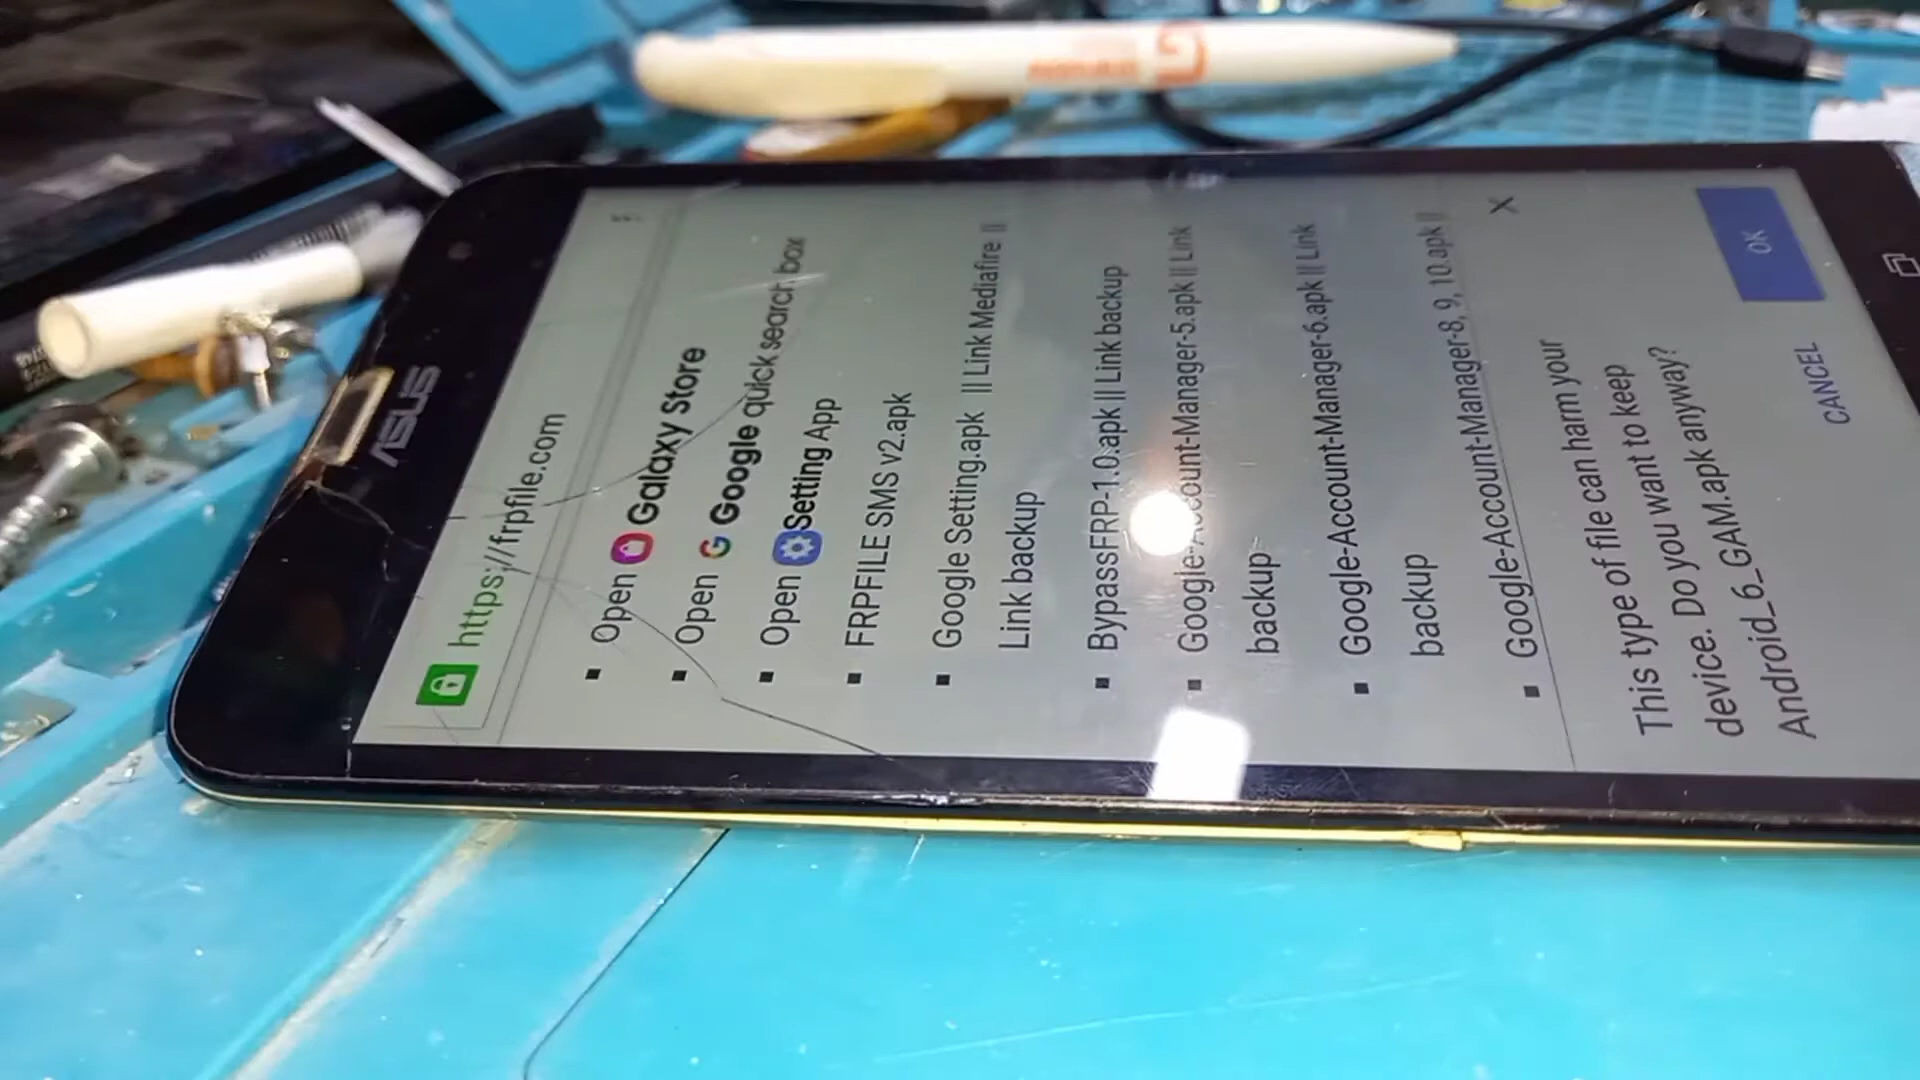 ASUS
https://frpfile.com
Open Galaxy Store
Open Google quick search box
Open Setting App
FRPFILE SMS v2.apk
Google Setting.apk || Link Mediafire ||
Link backup
BypassFRP-1.0.apk || Link backup
Google-Account-Manager-5.apk || Link
backup
Google-Account-Manager-6.apk || Link
backup
Google-Account-Manager-8, 9, 10.apk ||
This type of file can harm your
device. Do you want to keep
Android_6_GAM.apk anyway?
CANCEL
OK